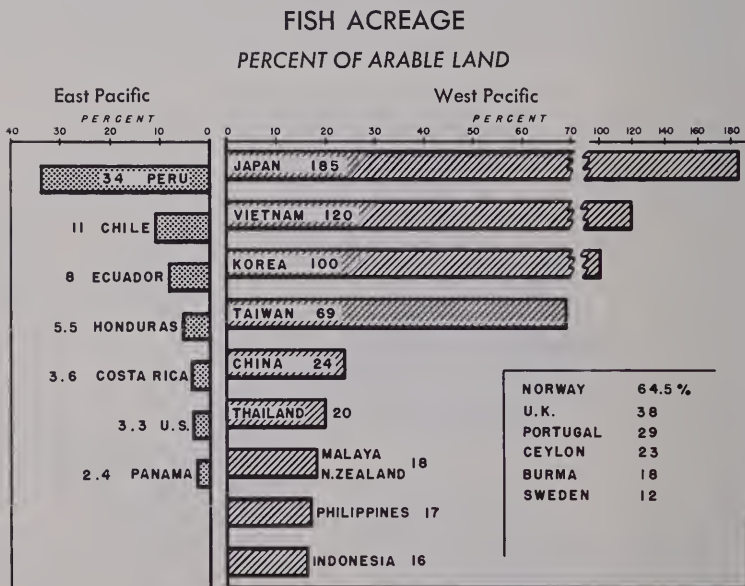 FISH ACREAGE
PERCENT OF ARABLE LAND
East Pacific
PERCENT
40 30 20 10 0
34 PERU
11 CHILE
8 ECUADOR
5.5 HONDURAS
3.6 COSTA RICA
3.3 U.S.
2.4 PANAMA
West Pacific
PERCENT
0 10 20 30 40 50 60 70 100 120 140 160 180
JAPAN 185
VIETNAM 120
KOREA 100
TAIWAN 69
CHINA 24
THAILAND 20
MALAYA
N.ZEALAND 18
PHILIPPINES 17
INDONESIA 16
NORWAY 64.5%
U.K. 38
PORTUGAL 29
CEYLON 23
BURMA 18
SWEDEN 12